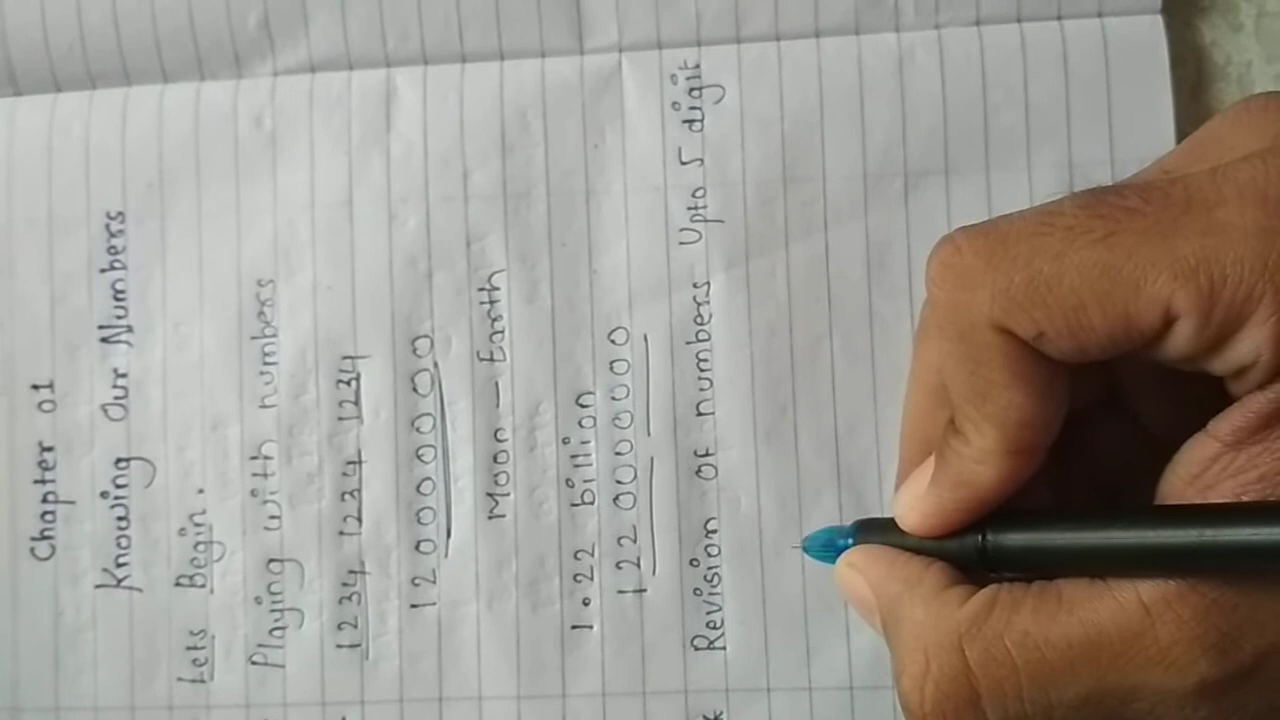 Chapter 01
Knowing Our Numbers
Lets Begin.
Playing with numbers
1234 1234 1234
120000000
Moon - Earth
1.22 billion
1220000000
* Revision of numbers Upto 5 digit